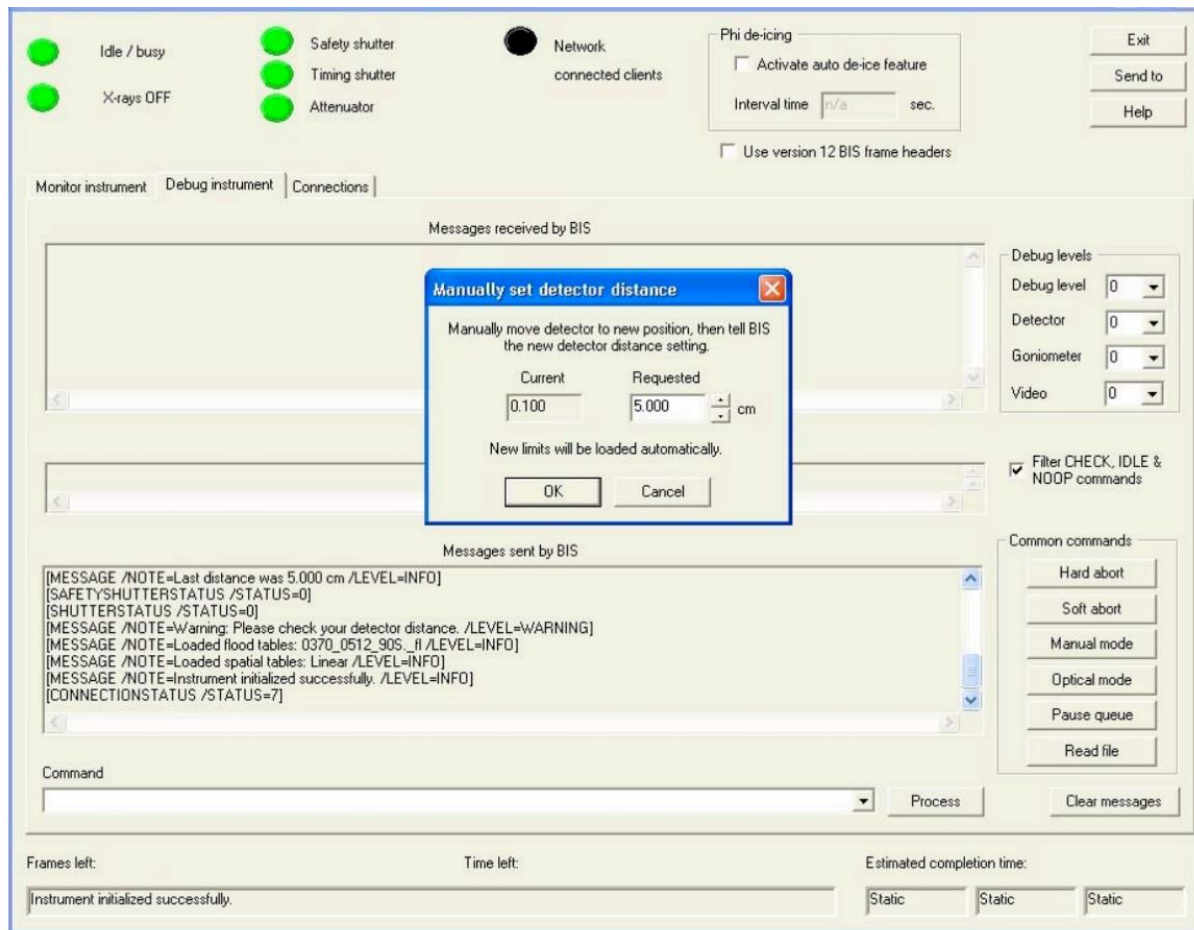 Idle / busy
X-rays OFF
Safety shutter
Timing shutter
Attenuator
Network
connected clients
Phi de-icing
Activate auto de-ice feature
Interval time n/a sec.
Use version 12 BIS frame headers
Exit
Send to
Help
Monitor instrument Debug instrument Connections
Messages received by BIS
Manually set detector distance
Manually move detector to new position, then tell BIS
the new detector distance setting.
Current Requested
0.100 5.000 cm
New limits will be loaded automatically.
OK Cancel
Debug levels
Debug level 0
Detector 0
Goniometer 0
Video 0
Filter CHECK, IDLE &
NOOP commands
Messages sent by BIS
[MESSAGE /NOTE=Last distance was 5.000 cm /LEVEL=INFO]
[SAFETYSHUTTERSTATUS /STATUS=0]
[SHUTTERSTATUS /STATUS=0]
[MESSAGE /NOTE=Warning: Please check your detector distance. /LEVEL=WARNING]
[MESSAGE /NOTE=Loaded flood tables: 0370_0512_90S._fl /LEVEL=INFO]
[MESSAGE /NOTE=Loaded spatial tables: Linear /LEVEL=INFO]
[MESSAGE /NOTE=Instrument initialized successfully. /LEVEL=INFO]
[CONNECTIONSTATUS /STATUS=7]
Common commands
Hard abort
Soft abort
Manual mode
Optical mode
Pause queue
Read file
Command
Process
Clear messages
Frames left: Time left: Estimated completion time:
Instrument initialized successfully. Static Static Static